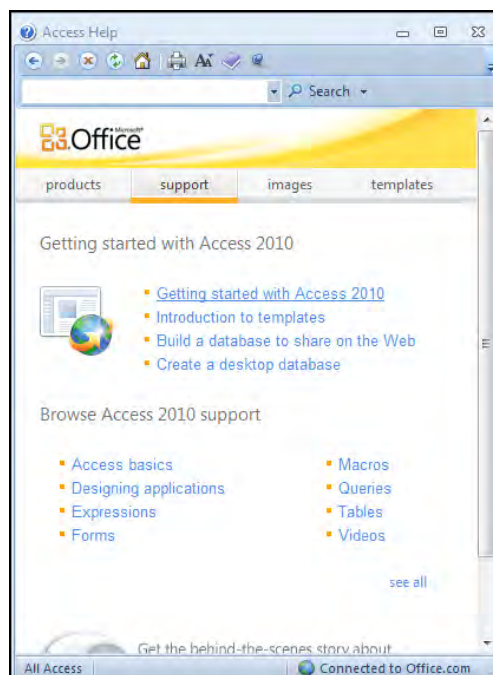 Access Help
Search
Microsoft®
Office
products support images templates
Getting started with Access 2010
Getting started with Access 2010
Introduction to templates
Build a database to share on the Web
Create a desktop database
Browse Access 2010 support
Access basics
Designing applications
Expressions
Forms
Macros
Queries
Tables
Videos
see all
Get the behind-the-scenes story about
All Access Connected to Office.com